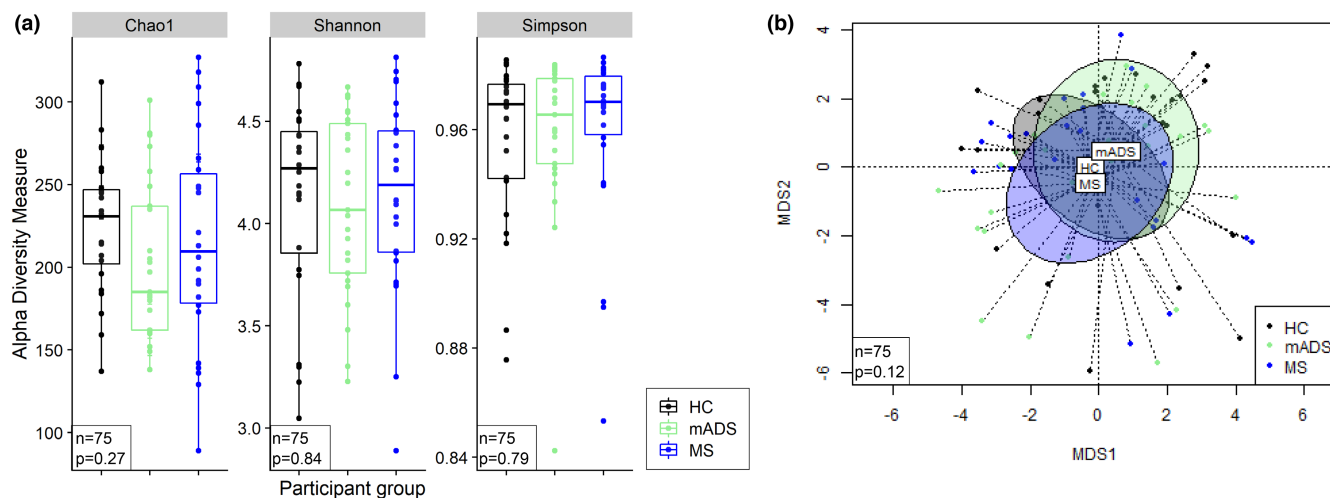 (a)
Chao1
Shannon
Simpson
Alpha Diversity Measure
300
250
200
150
100
4.5
4.0
3.5
3.0
0.96
0.92
0.88
0.84
n=75
p=0.27
n=75
p=0.84
n=75
p=0.79
Participant group
HC
mADS
MS
(b)
MDS2
4
2
0
-2
-4
-6
mADS
HC
MS
n=75
p=0.12
HC
mADS
MS
-6
-4
-2
0
2
4
6
MDS1